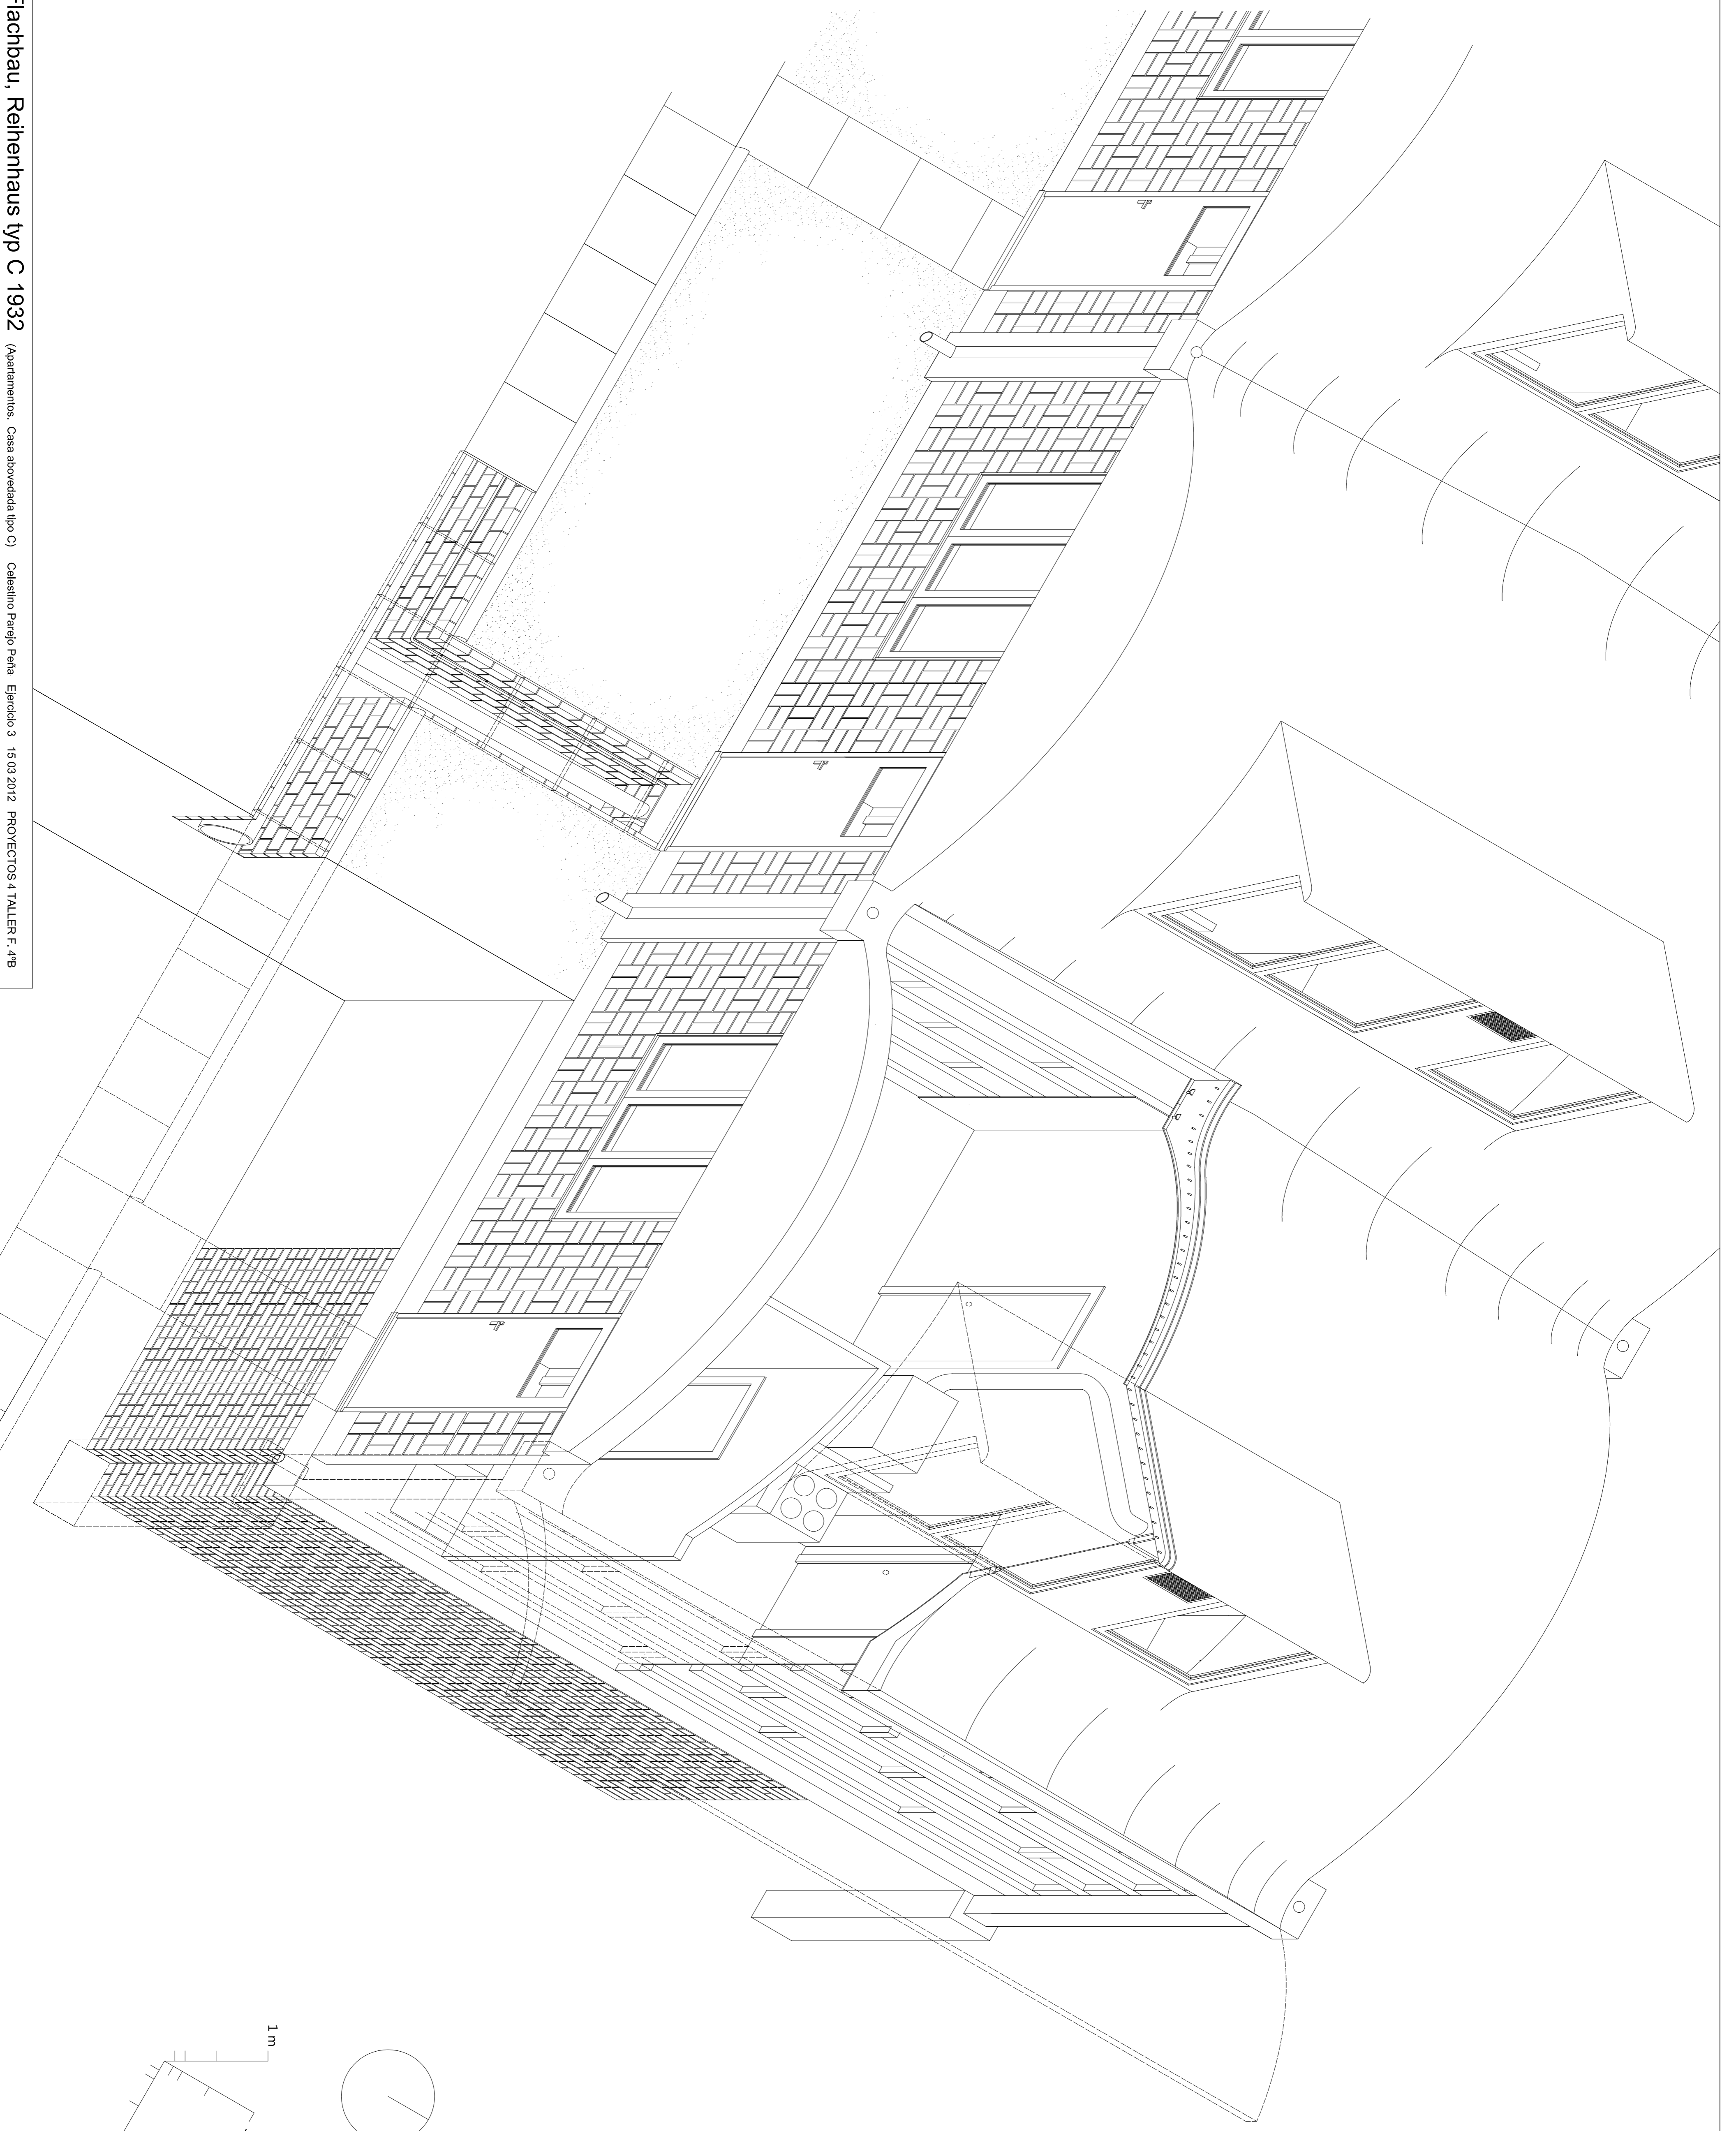 Flachbau, Reihenhaus typ C 1932 (Apartamentos, Casa abovedada tipo C) Celestino Parejo Peña Ejercicio 3 15 03 2012 PROYECTOS 4 TALLER F. 4ºB
1 m